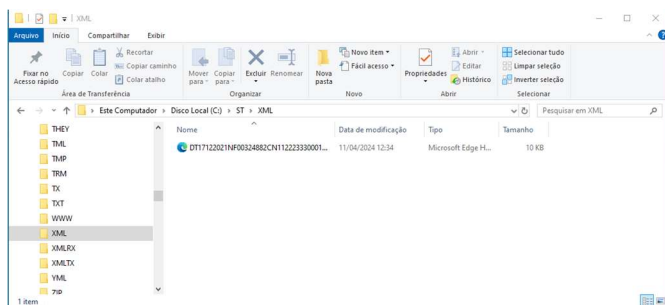 XML
Arquivo Início Compartilhar Exibir
Fixar no Acesso rápido
Copiar
Colar
Recortar
Copiar caminho
Colar atalho
Área de Transferência
Mover para
Copiar para
Excluir
Renomear
Organizar
Nova pasta
Novo item
Fácil acesso
Novo
Propriedades
Abrir
Editar
Histórico
Abrir
Selecionar tudo
Limpar seleção
Inverter seleção
Selecionar
Este Computador > Disco Local (C:) > ST > XML
Pesquisar em XML
Nome Data de modificação Tipo Tamanho
DT17122021NF00324882CN112223330001... 11/04/2024 12:34 Microsoft Edge H... 10 KB
THEY
TML
TMP
TRM
TX
TXT
WWW
XML
XMLRX
XMLTX
YML
ZIP
1 item